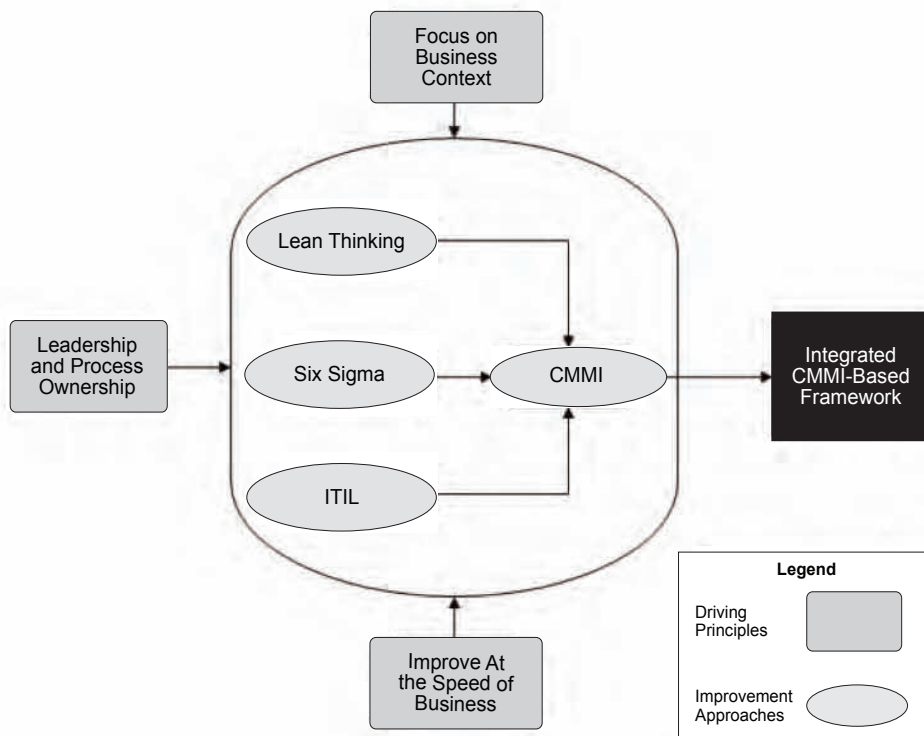 Focus on
Business
Context
Lean Thinking
Leadership
and Process
Ownership
Six Sigma
CMMI
Integrated
CMMI-Based
Framework
ITIL
Improve At
the Speed of
Business
Legend
Driving
Principles
Improvement
Approaches